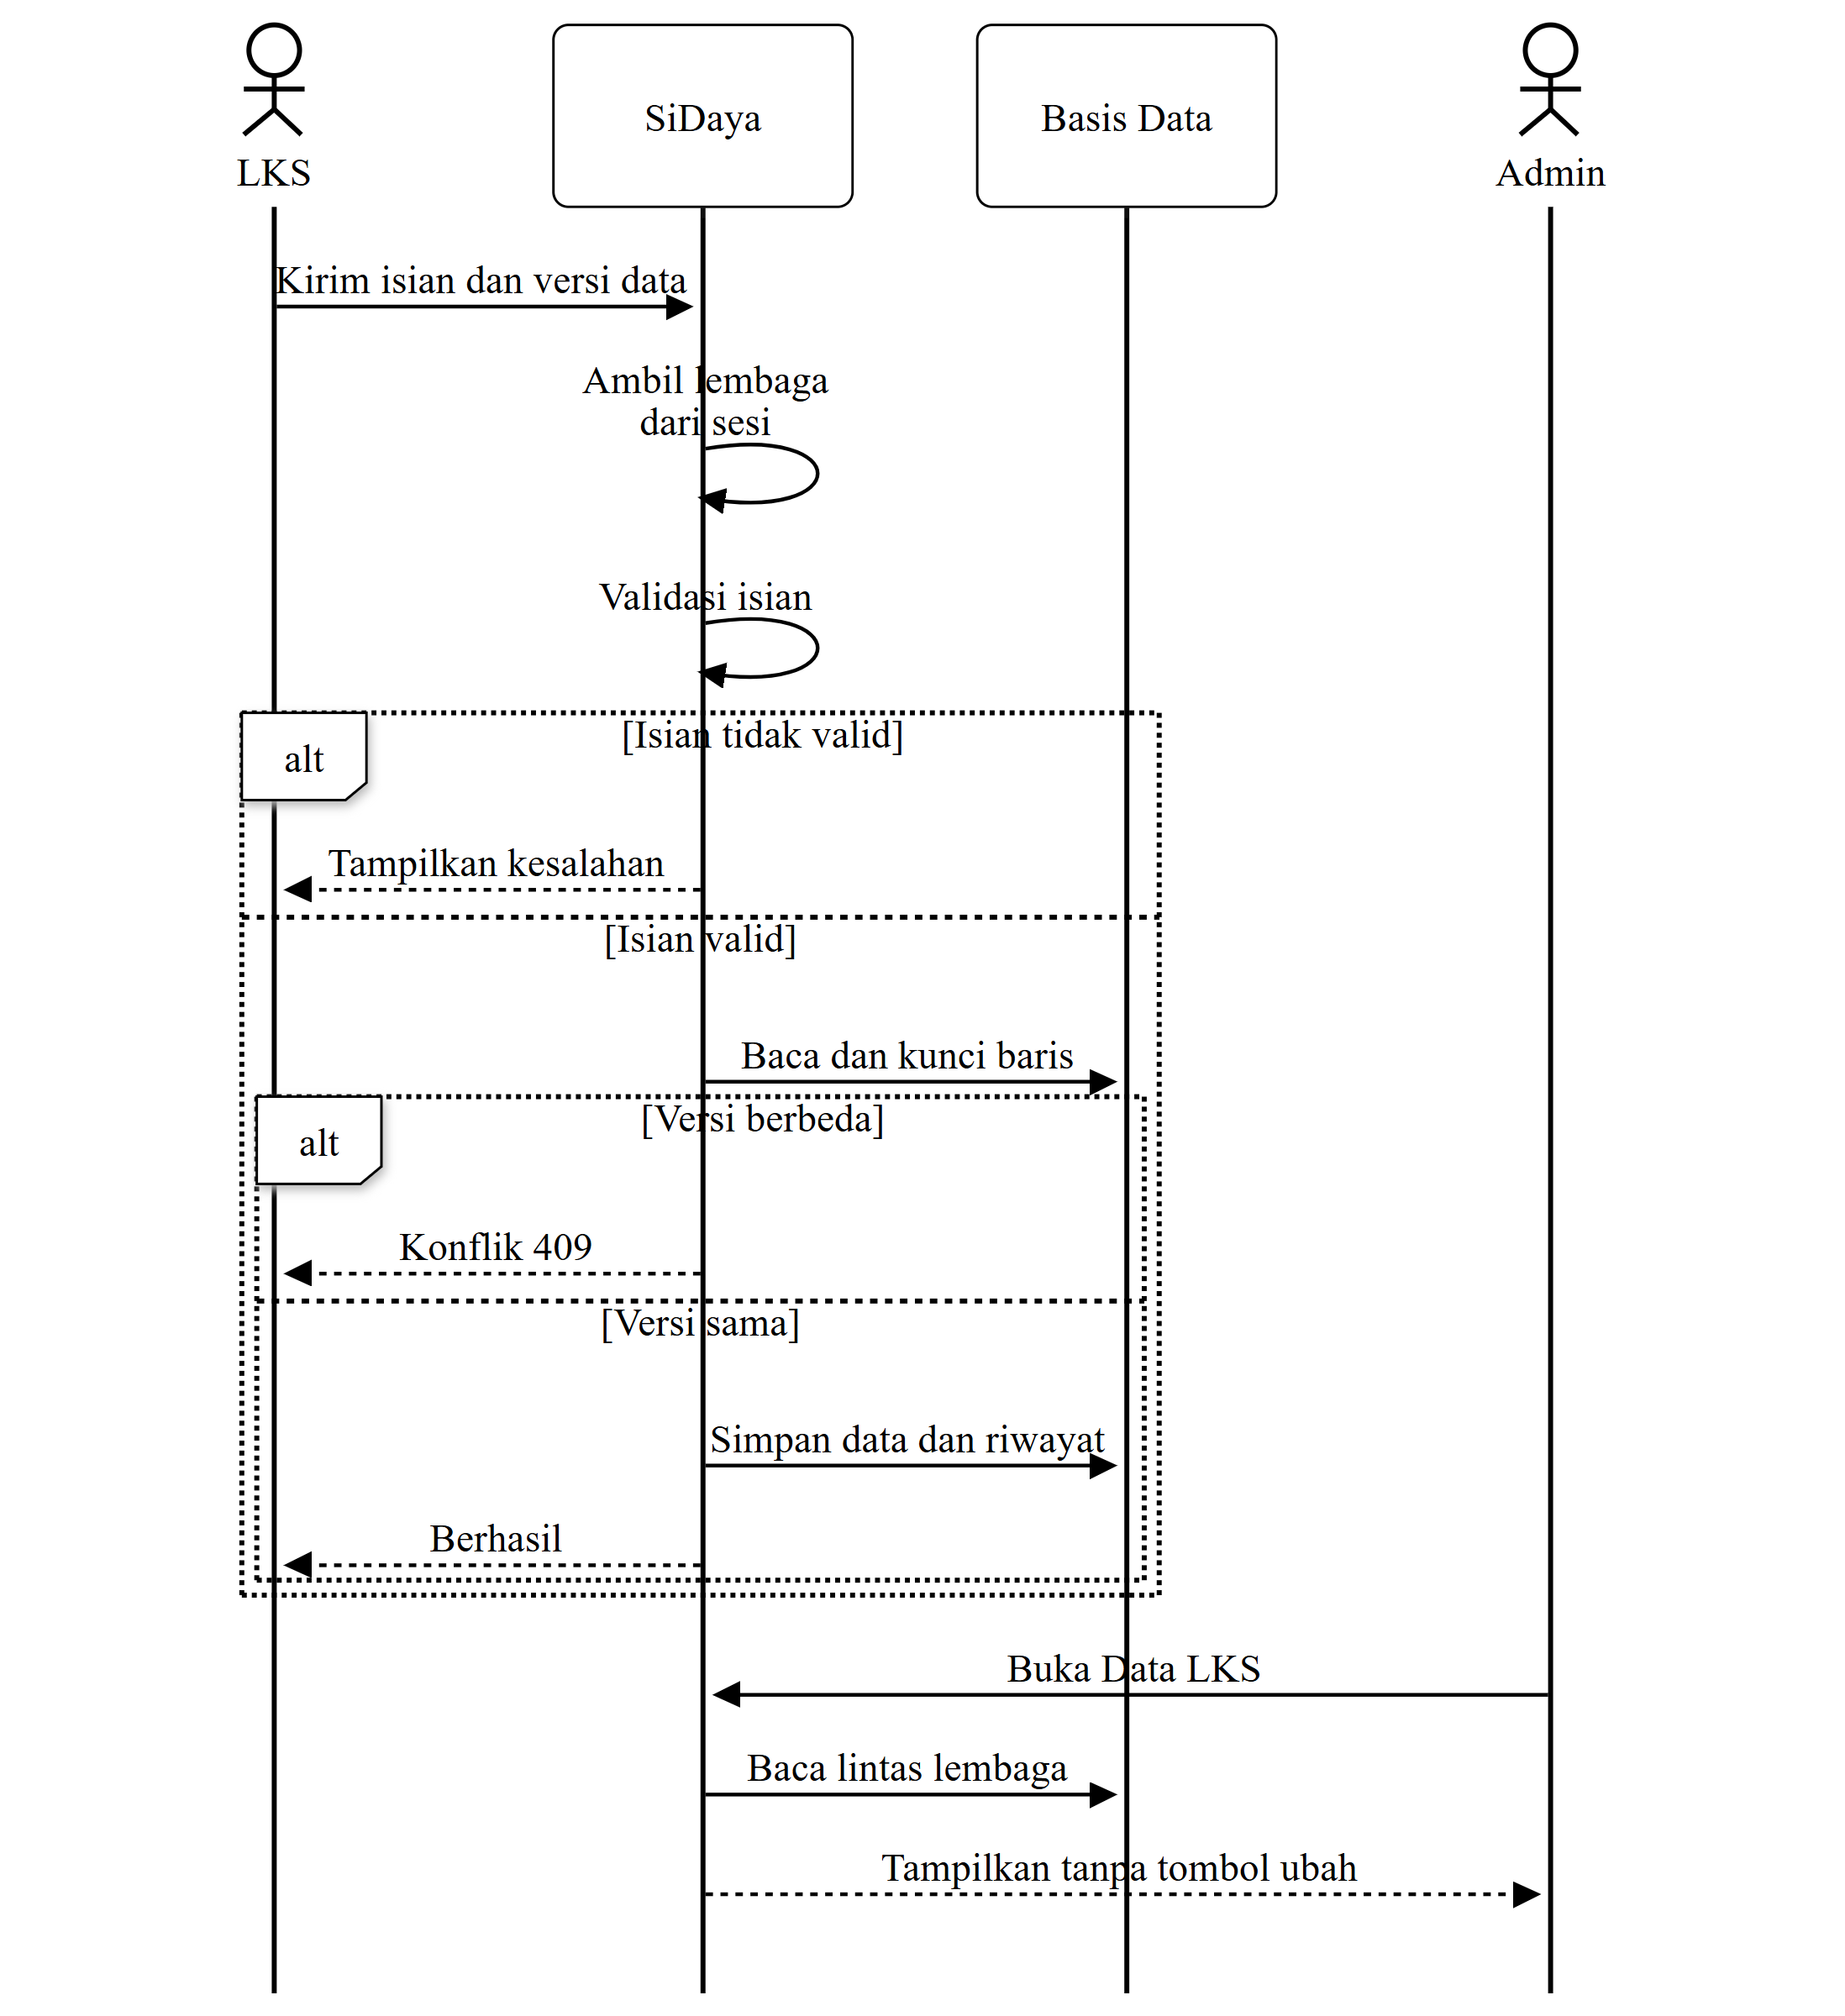 LKS
SiDaya
Basis Data
Admin
Kirim isian dan versi data
Ambil lembaga
dari sesi
Validasi isian
alt
[Isian tidak valid]
Tampilkan kesalahan
[Isian valid]
Baca dan kunci baris
alt
[Versi berbeda]
Konflik 409
[Versi sama]
Simpan data dan riwayat
Berhasil
Buka Data LKS
Baca lintas lembaga
Tampilkan tanpa tombol ubah